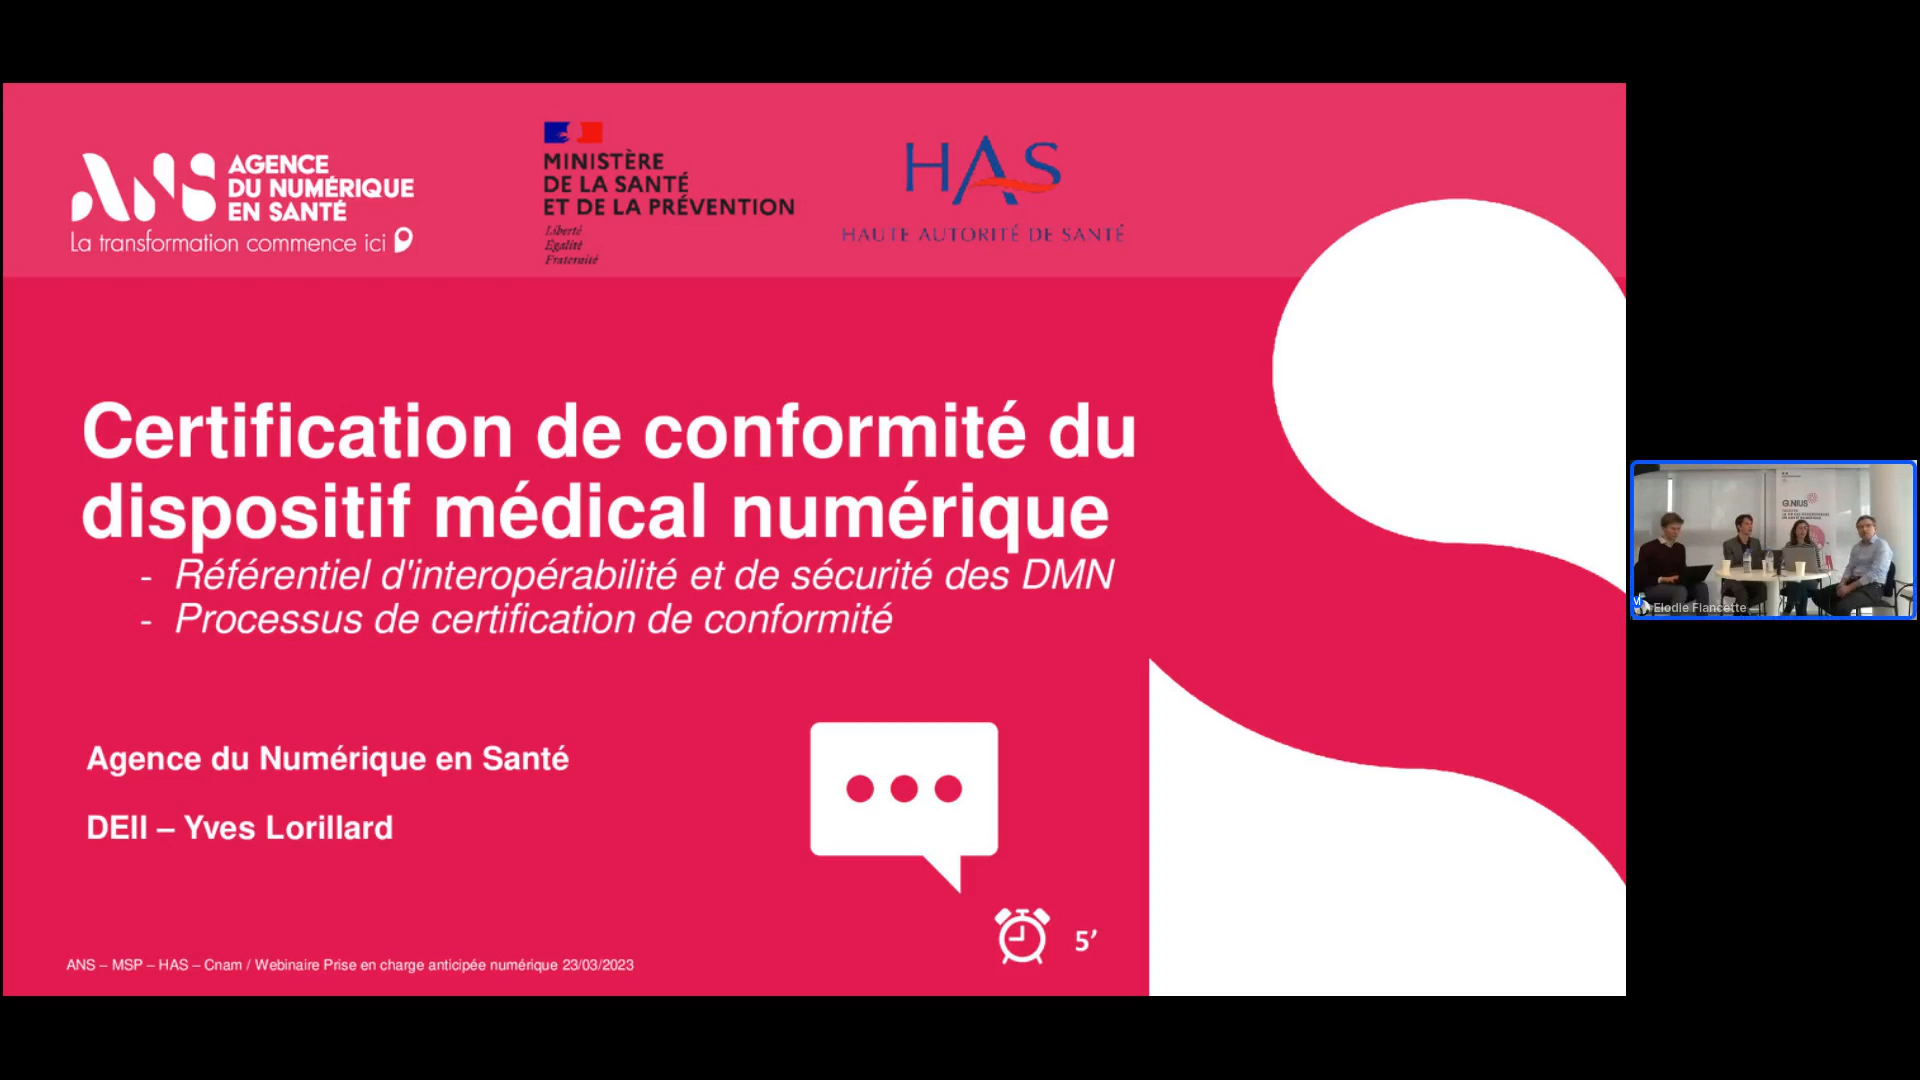 ANS
AGENCE
DU NUMÉRIQUE
EN SANTÉ
La transformation commence ici
MINISTÈRE
DE LA SANTÉ
ET DE LA PRÉVENTION
Liberté
Égalité
Fraternité
HAS
HAUTE AUTORITÉ DE SANTÉ
Certification de conformité du
dispositif médical numérique
- Référentiel d'interopérabilité et de sécurité des DMN
- Processus de certification de conformité
Agence du Numérique en Santé
DEII – Yves Lorillard
5’
ANS – MSP – HAS – Cnam / Webinaire Prise en charge anticipée numérique 23/03/2023
G_NIUS
Elodie Flancette